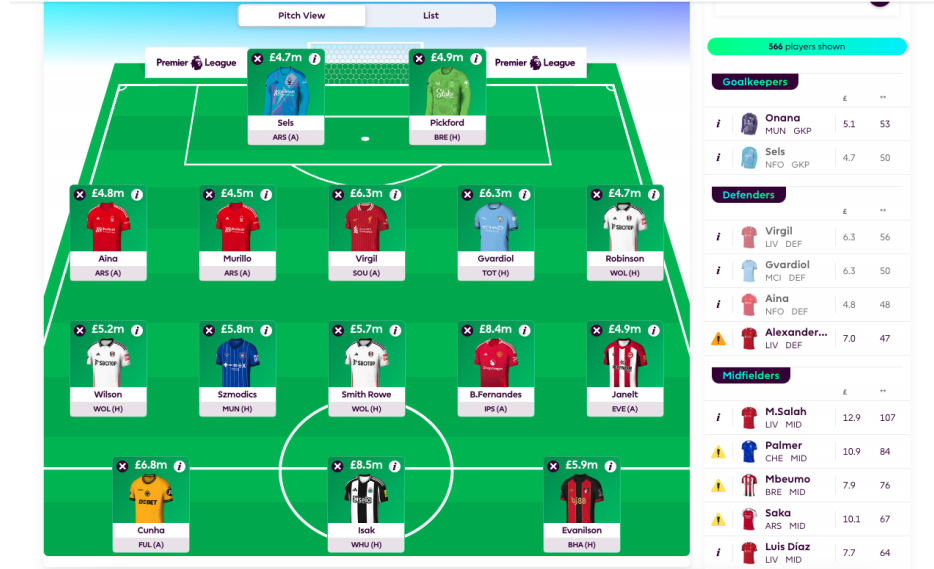 Pitch View
List
566 players shown
Premier League
Premier League
£4.7m i
Sels
ARS (A)
£4.9m i
Stake
Pickford
BRE (H)
£4.8m i
Aina
ARS (A)
£4.5m i
Murillo
ARS (A)
£6.3m i
Virgil
SOU (A)
£6.3m i
Gvardiol
TOT (H)
£4.7m i
SBOTOP
Robinson
WOL (H)
£5.2m i
SBOTOP
Wilson
WOL (H)
£5.8m i
Szmodics
MUN (H)
£5.7m i
SBOTOP
Smith Rowe
WOL (H)
£8.4m i
B.Fernandes
IPS (A)
£4.9m i
Janelt
EVE (A)
£6.8m i
Cunha
FUL (A)
£8.5m i
sela
Isak
WHU (H)
£5.9m i
bj88
Evanilson
BHA (H)
Goalkeepers
£ **
i Onana 5.1 53
MUN GKP
i Sels 4.7 50
NFO GKP
Defenders
£ **
i Virgil 6.3 56
LIV DEF
i Gvardiol 6.3 50
MCI DEF
i Aina 4.8 48
NFO DEF
Alexander... 7.0 47
LIV DEF
Midfielders
£ **
i M.Salah 12.9 107
LIV MID
Palmer 10.9 84
CHE MID
Mbeumo 7.9 76
BRE MID
Saka 10.1 67
ARS MID
i Luis Díaz 7.7 64
LIV MID